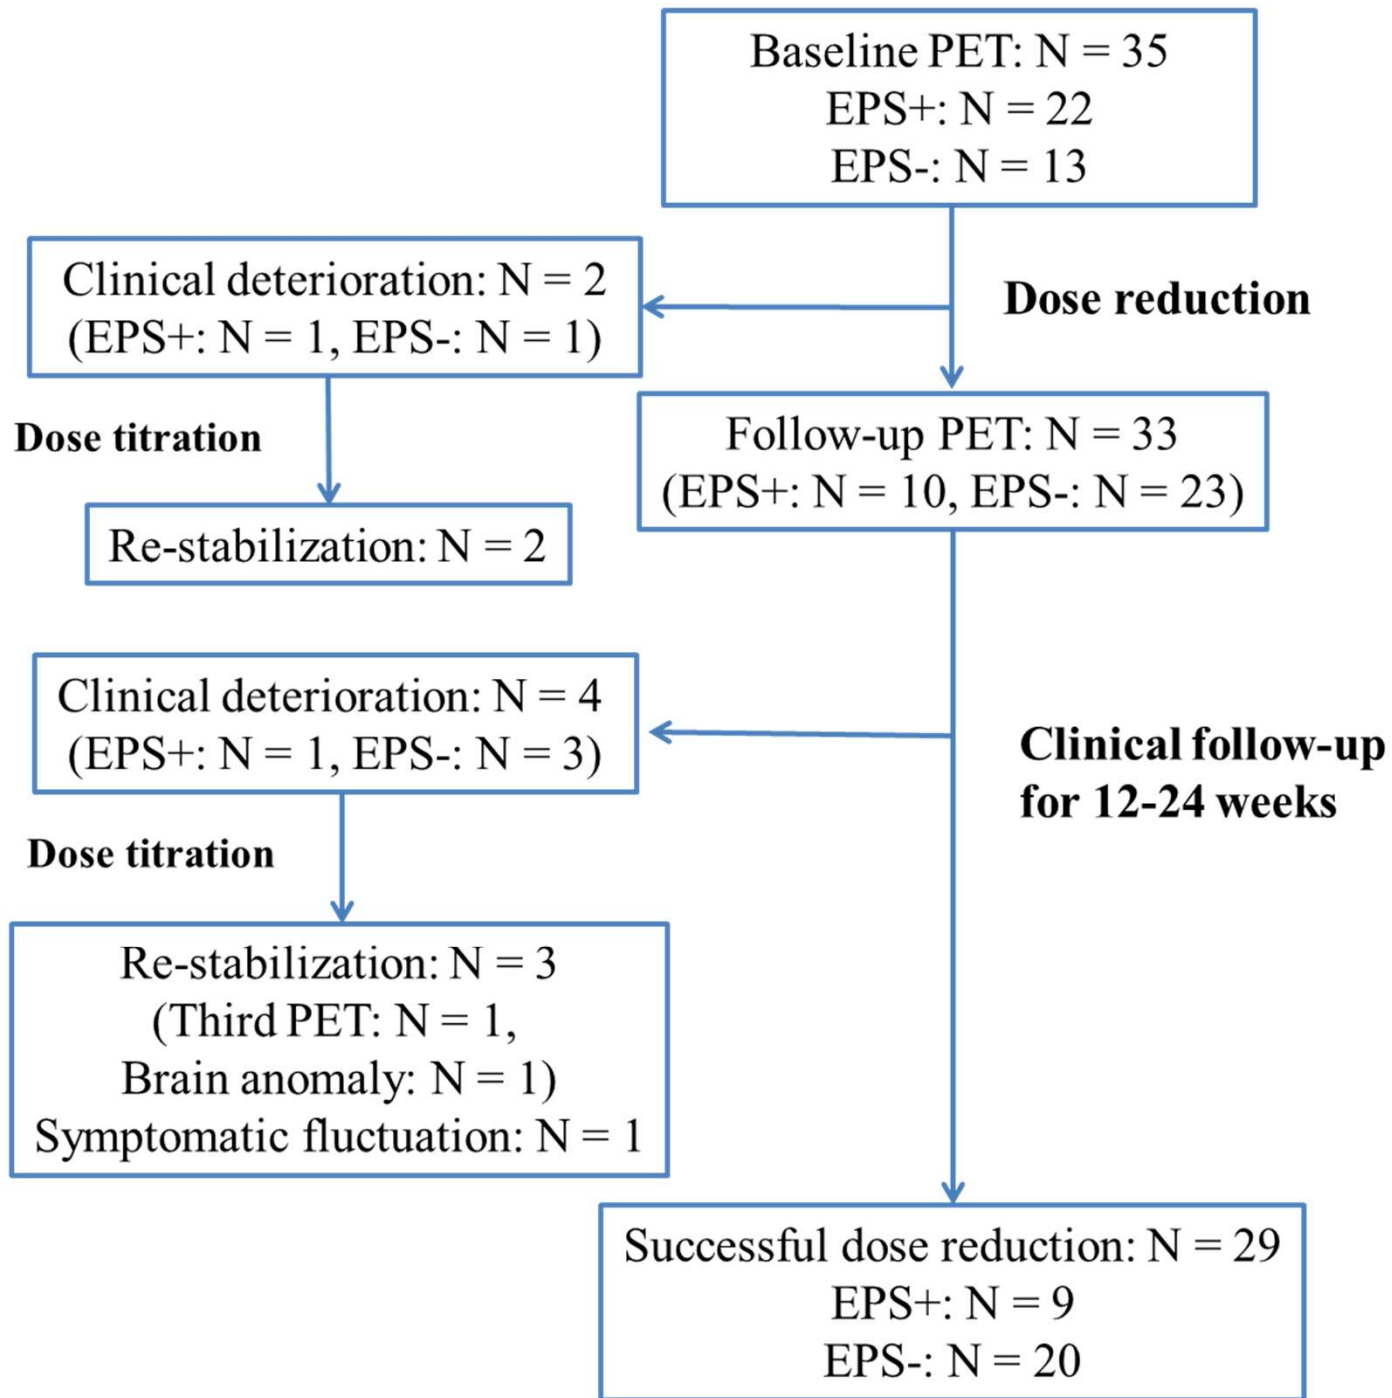 Baseline PET: N = 35
EPS+: N = 22
EPS-: N = 13
Dose reduction
Clinical deterioration: N = 2
(EPS+: N = 1, EPS-: N = 1)
Dose titration
Re-stabilization: N = 2
Follow-up PET: N = 33
(EPS+: N = 10, EPS-: N = 23)
Clinical deterioration: N = 4
(EPS+: N = 1, EPS-: N = 3)
Clinical follow-up
for 12-24 weeks
Dose titration
Re-stabilization: N = 3
(Third PET: N = 1,
Brain anomaly: N = 1)
Symptomatic fluctuation: N = 1
Successful dose reduction: N = 29
EPS+: N = 9
EPS-: N = 20